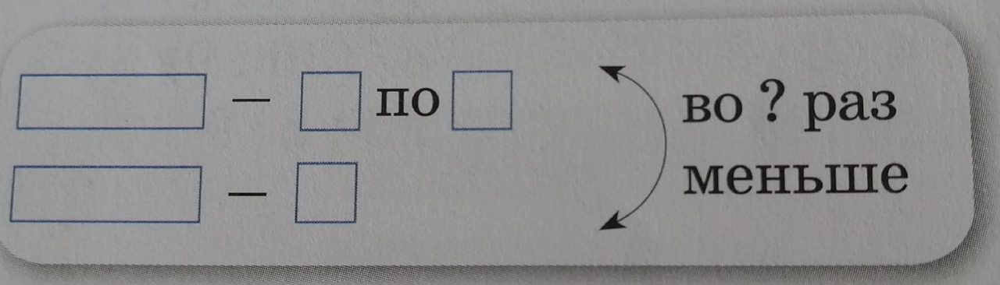 — по
—
во ? раз
меньше